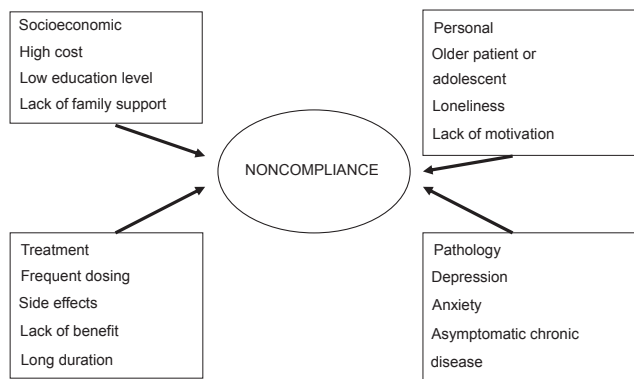 Socioeconomic
High cost
Low education level
Lack of family support
Personal
Older patient or
adolescent
Loneliness
Lack of motivation
NONCOMPLIANCE
Treatment
Frequent dosing
Side effects
Lack of benefit
Long duration
Pathology
Depression
Anxiety
Asymptomatic chronic
disease